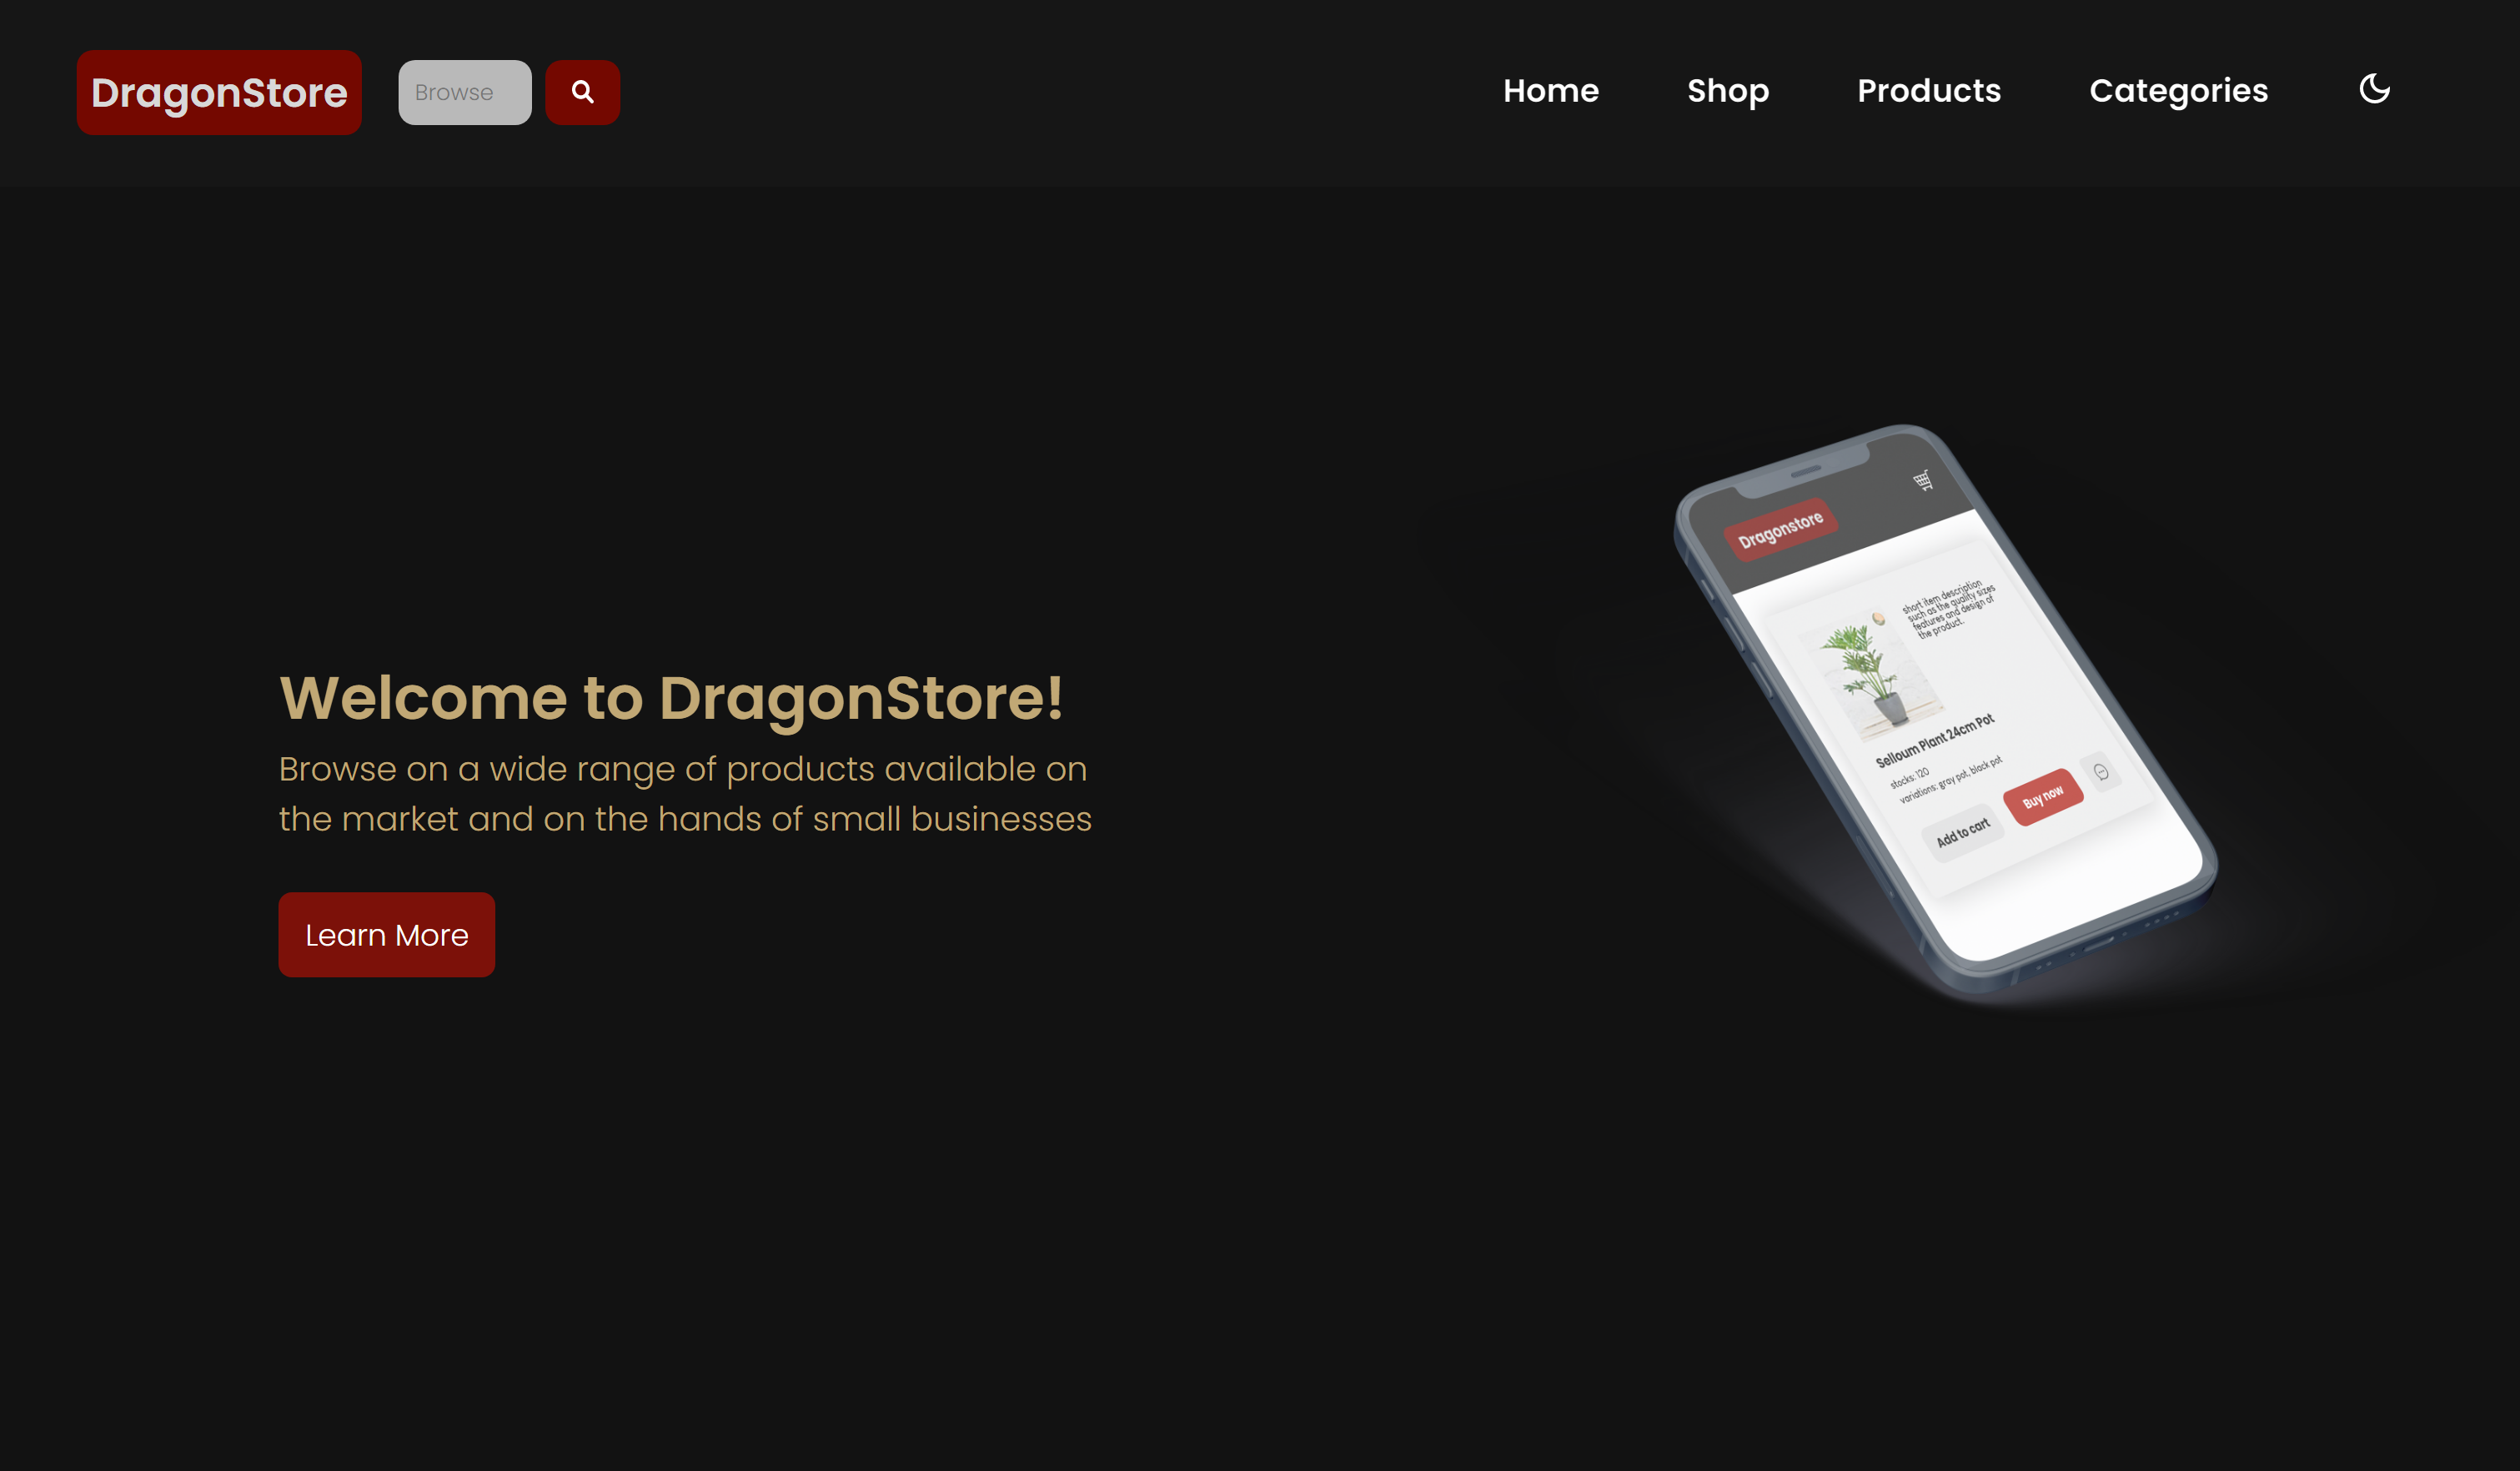 DragonStore
Browse
Home
Shop
Products
Categories
Welcome to DragonStore!
Browse on a wide range of products available on
the market and on the hands of small businesses
Learn More
Dragonstore
short item description
such as the quality sizes
features and design of
the product.
Selloum Plant 24cm Pot
stocks: 120
variations: gray pot, black pot
Add to cart
Buy now